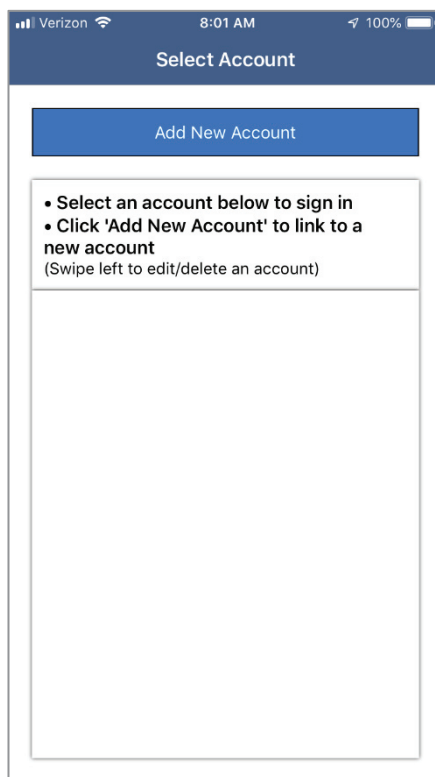 Verizon 8:01 AM 100%
Select Account
Add New Account
• Select an account below to sign in
• Click 'Add New Account' to link to a
new account
(Swipe left to edit/delete an account)